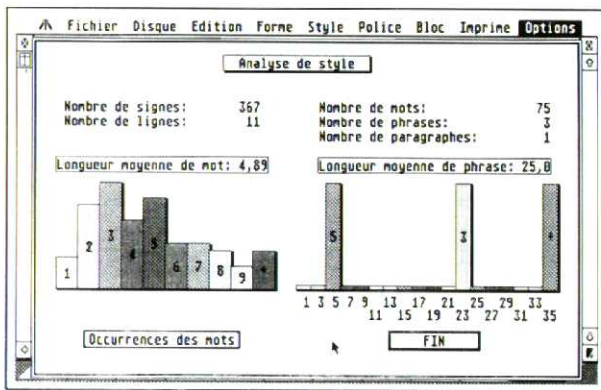 Fichier Disque Edition Forme Style Police Bloc Imprime Options
Analyse de style
Nombre de signes: 367
Nombre de lignes: 11
Nombre de mots: 75
Nombre de phrases: 3
Nombre de paragraphes: 1
Longueur moyenne de mot: 4,89
Longueur moyenne de phrase: 25,0
1 2 3 4 5 6 7 8 9 +
5 3 +
1 3 5 7 9 13 17 21 25 29 33
11 15 19 23 27 31 35
Occurrences des mots
FIN